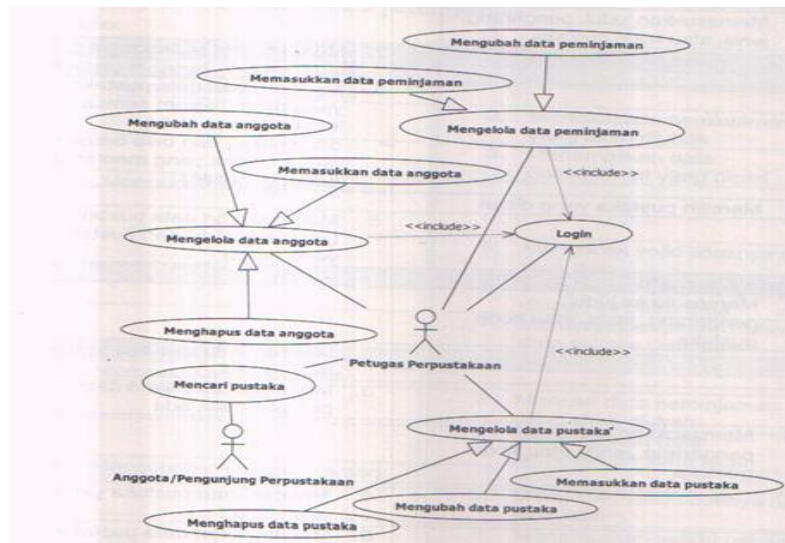 Mengubah data peminjaman
Memasukkan data peminjaman
Mengubah data anggota
Mengelola data peminjaman
Memasukkan data anggota
<<include>>
Mengelola data anggota
<<include>>
Login
Menghapus data anggota
Petugas Perpustakaan
<<include>>
Mencari pustaka
Mengelola data pustaka
Anggota/Pengunjung Perpustakaan
Memasukkan data pustaka
Mengubah data pustaka
Menghapus data pustaka